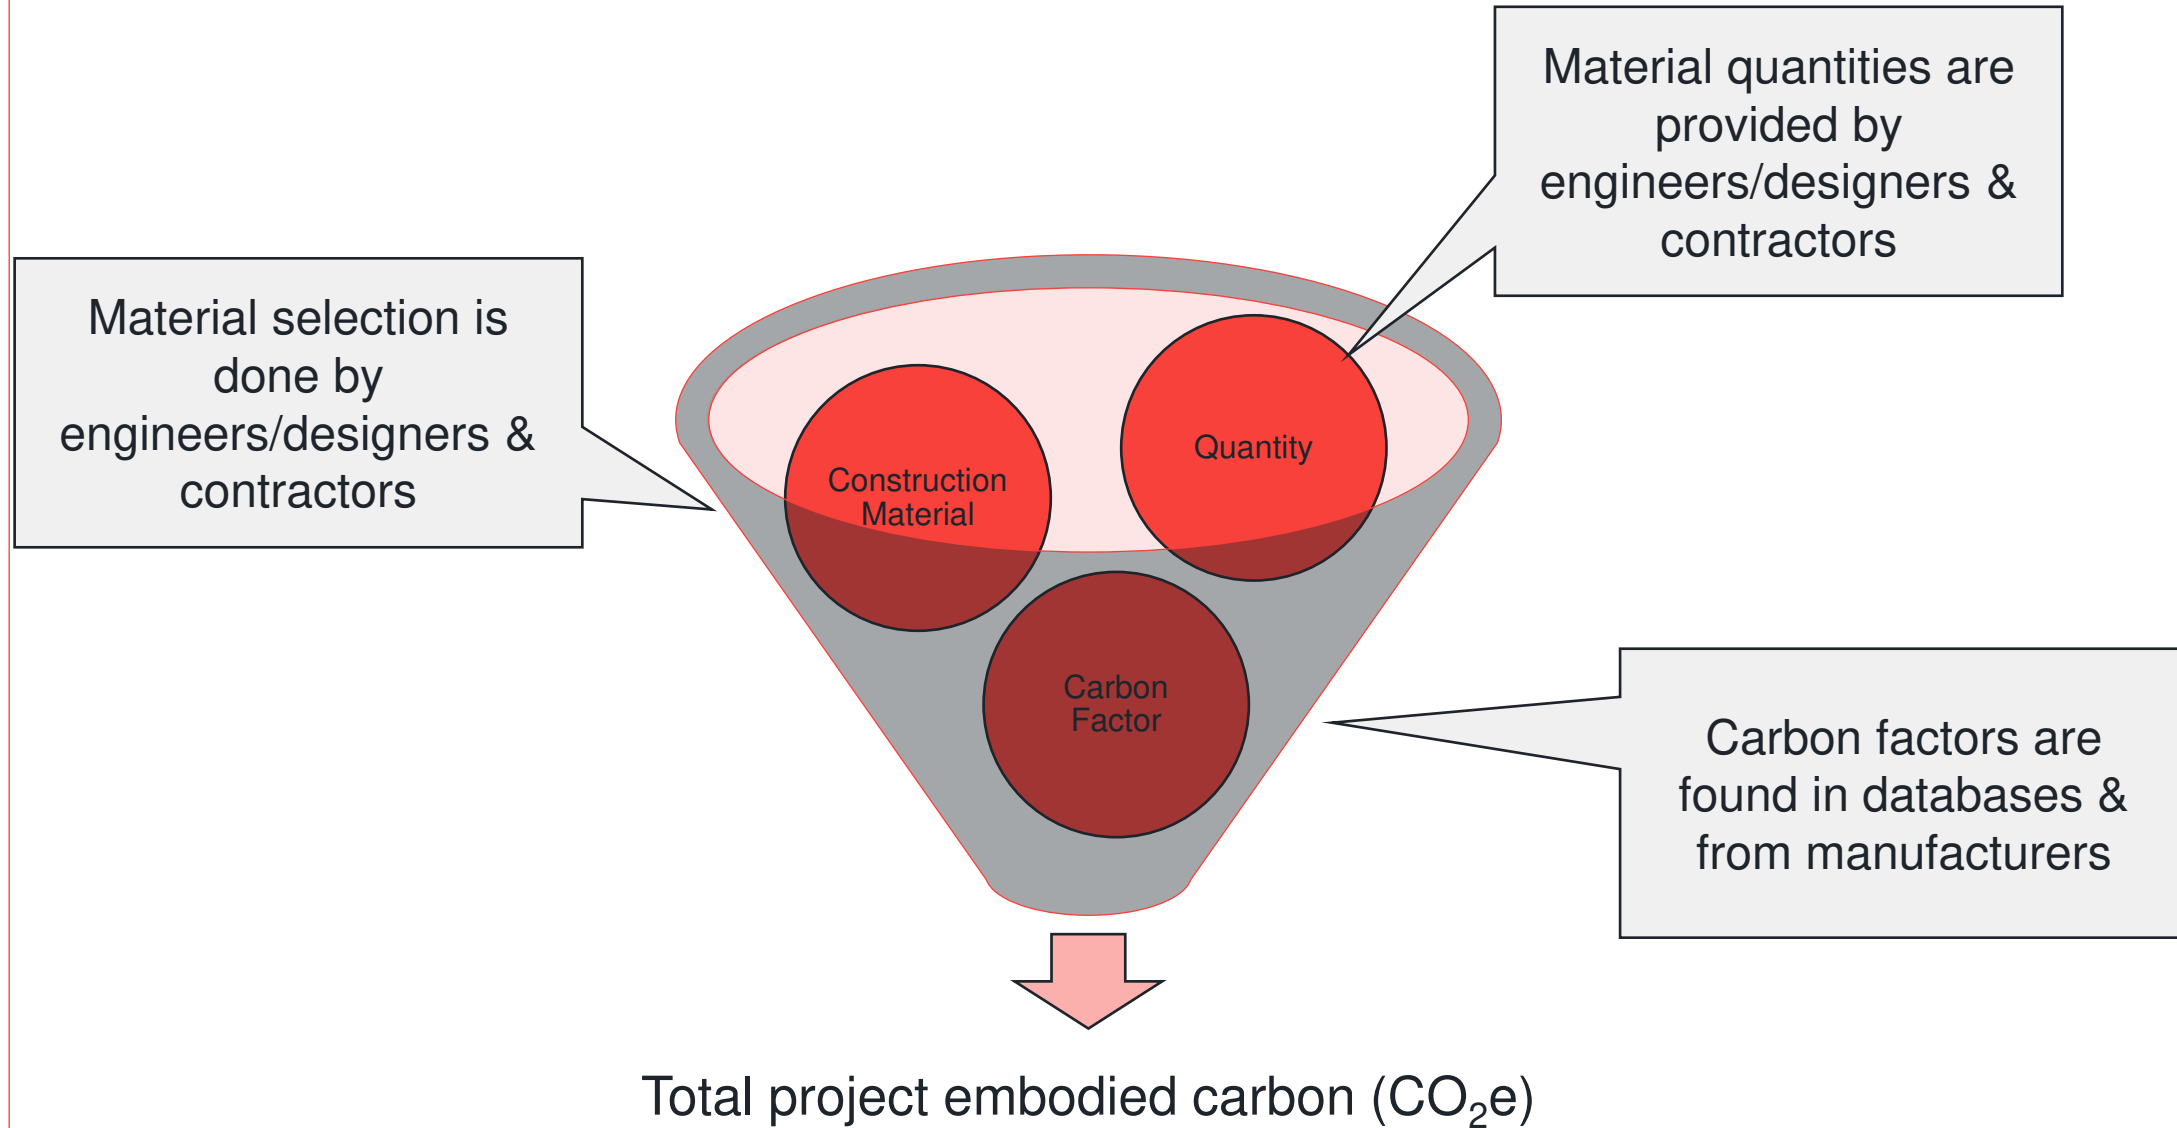 Material quantities are
provided by
engineers/designers &
contractors
Material selection is
done by
engineers/designers &
contractors
Quantity
Construction
Material
Carbon
Factor
Carbon factors are
found in databases &
from manufacturers
Total project embodied carbon (CO₂e)